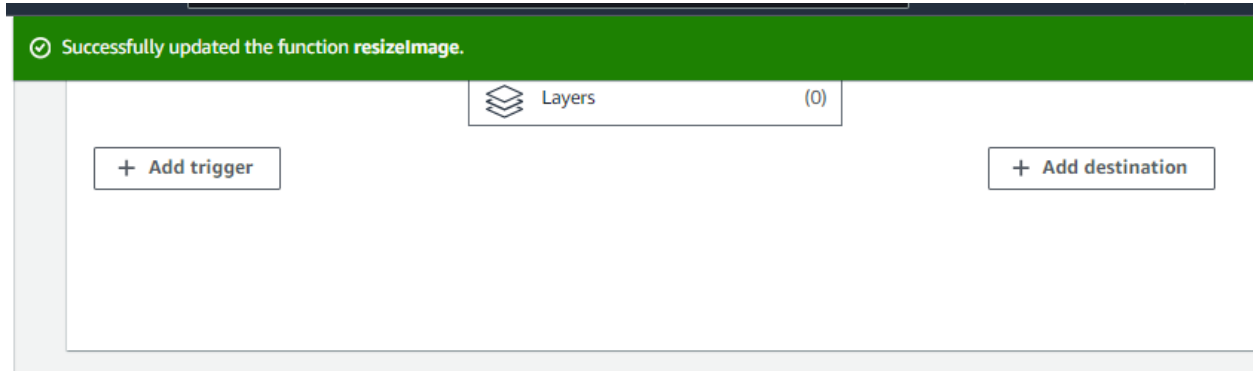 Successfully updated the function resizeImage.
Layers (0)
+ Add trigger + Add destination